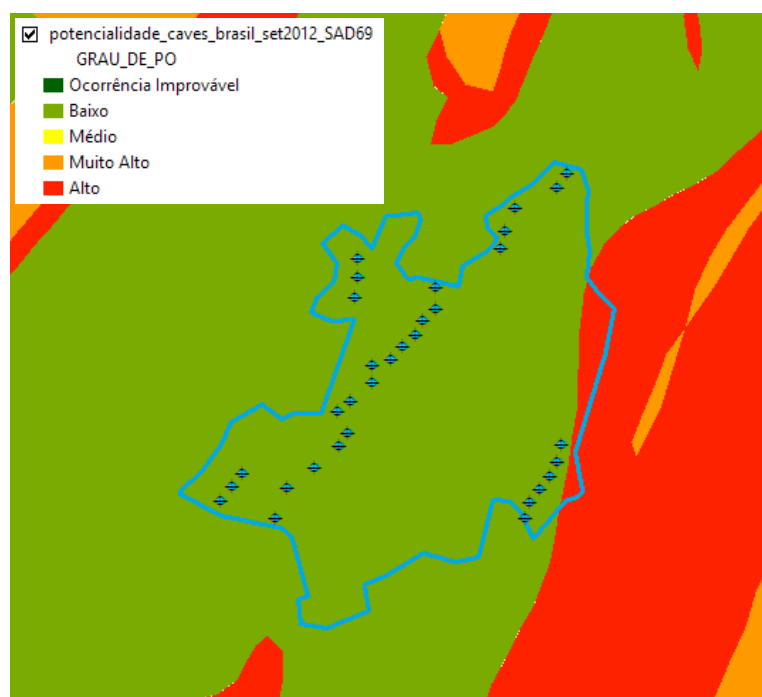 potencialidade_caves_brasil_set2012_SAD69
GRAU_DE_PO
Ocorrência Improvável
Baixo
Médio
Muito Alto
Alto